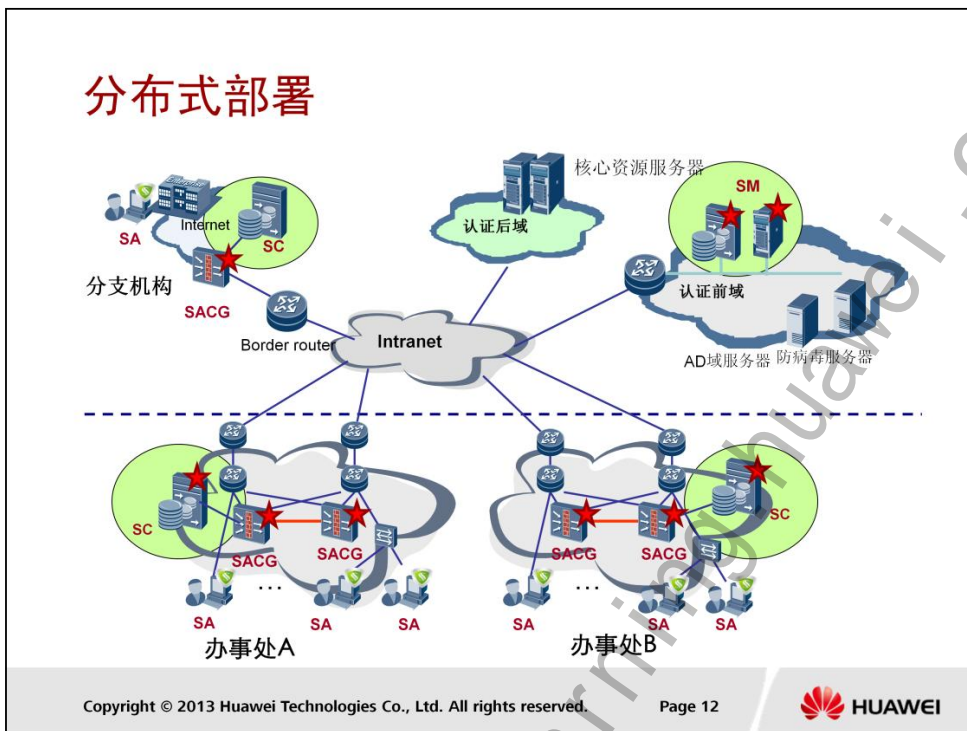 分布式部署
核心资源服务器
SM
Internet
认证后域
SA
SC
分支机构
认证前域
SACG
Border router
Intranet
AD域服务器
防病毒服务器
SC
SACG
SACG
SACG
SACG
SC
...
...
SA
SA
SA
SA
SA
SA
办事处A
办事处B
Copyright © 2013 Huawei Technologies Co., Ltd. All rights reserved.
Page 12
HUAWEI